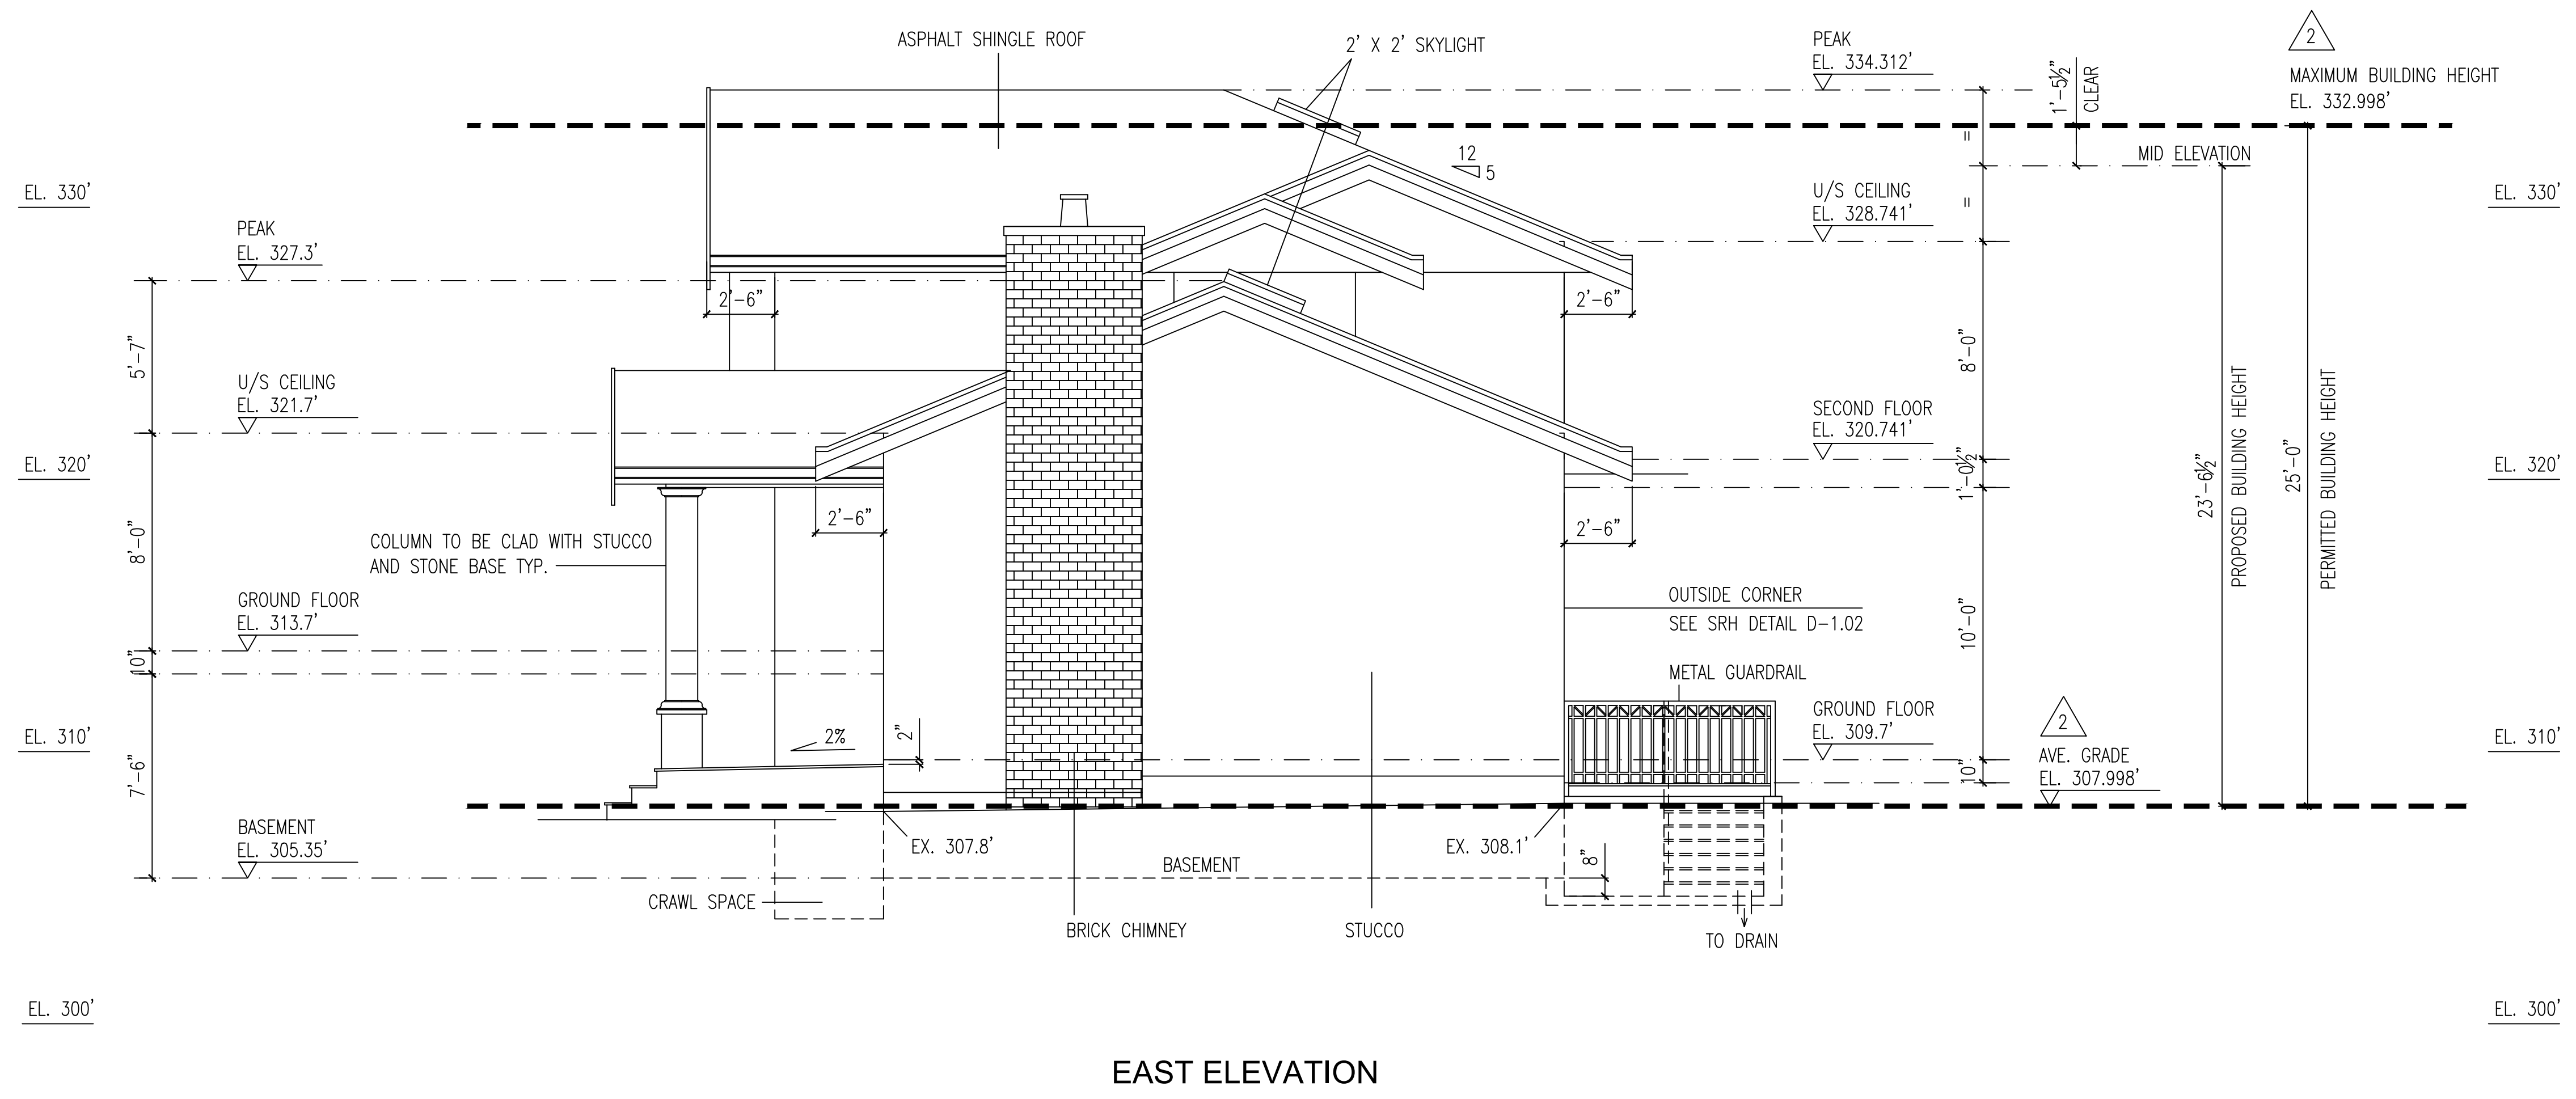 ASPHALT SHINGLE ROOF
2' X 2' SKYLIGHT
PEAK
EL. 334.312'
1'-5½"
CLEAR
2
MAXIMUM BUILDING HEIGHT
EL. 332.998'
12
5
=
MID ELEVATION
EL. 330'
U/S CEILING
EL. 328.741'
=
EL. 330'
PEAK
EL. 327.3'
2'-6"
2'-6"
5'-7"
8'-0"
U/S CEILING
EL. 321.7'
SECOND FLOOR
EL. 320.741'
PROPOSED BUILDING HEIGHT
23'-6½"
PERMITTED BUILDING HEIGHT
25'-0"
EL. 320'
1'-0½"
EL. 320'
2'-6"
2'-6"
8'-0"
COLUMN TO BE CLAD WITH STUCCO
AND STONE BASE TYP.
GROUND FLOOR
EL. 313.7'
OUTSIDE CORNER
SEE SRH DETAIL D-1.02
10'-0"
10"
METAL GUARDRAIL
EL. 310'
2%
2"
GROUND FLOOR
EL. 309.7'
2
AVE. GRADE
EL. 307.998'
EL. 310'
7'-6"
10"
BASEMENT
EL. 305.35'
EX. 307.8'
EX. 308.1'
BASEMENT
8"
CRAWL SPACE
BRICK CHIMNEY
STUCCO
TO DRAIN
EL. 300'
EL. 300'
EAST ELEVATION